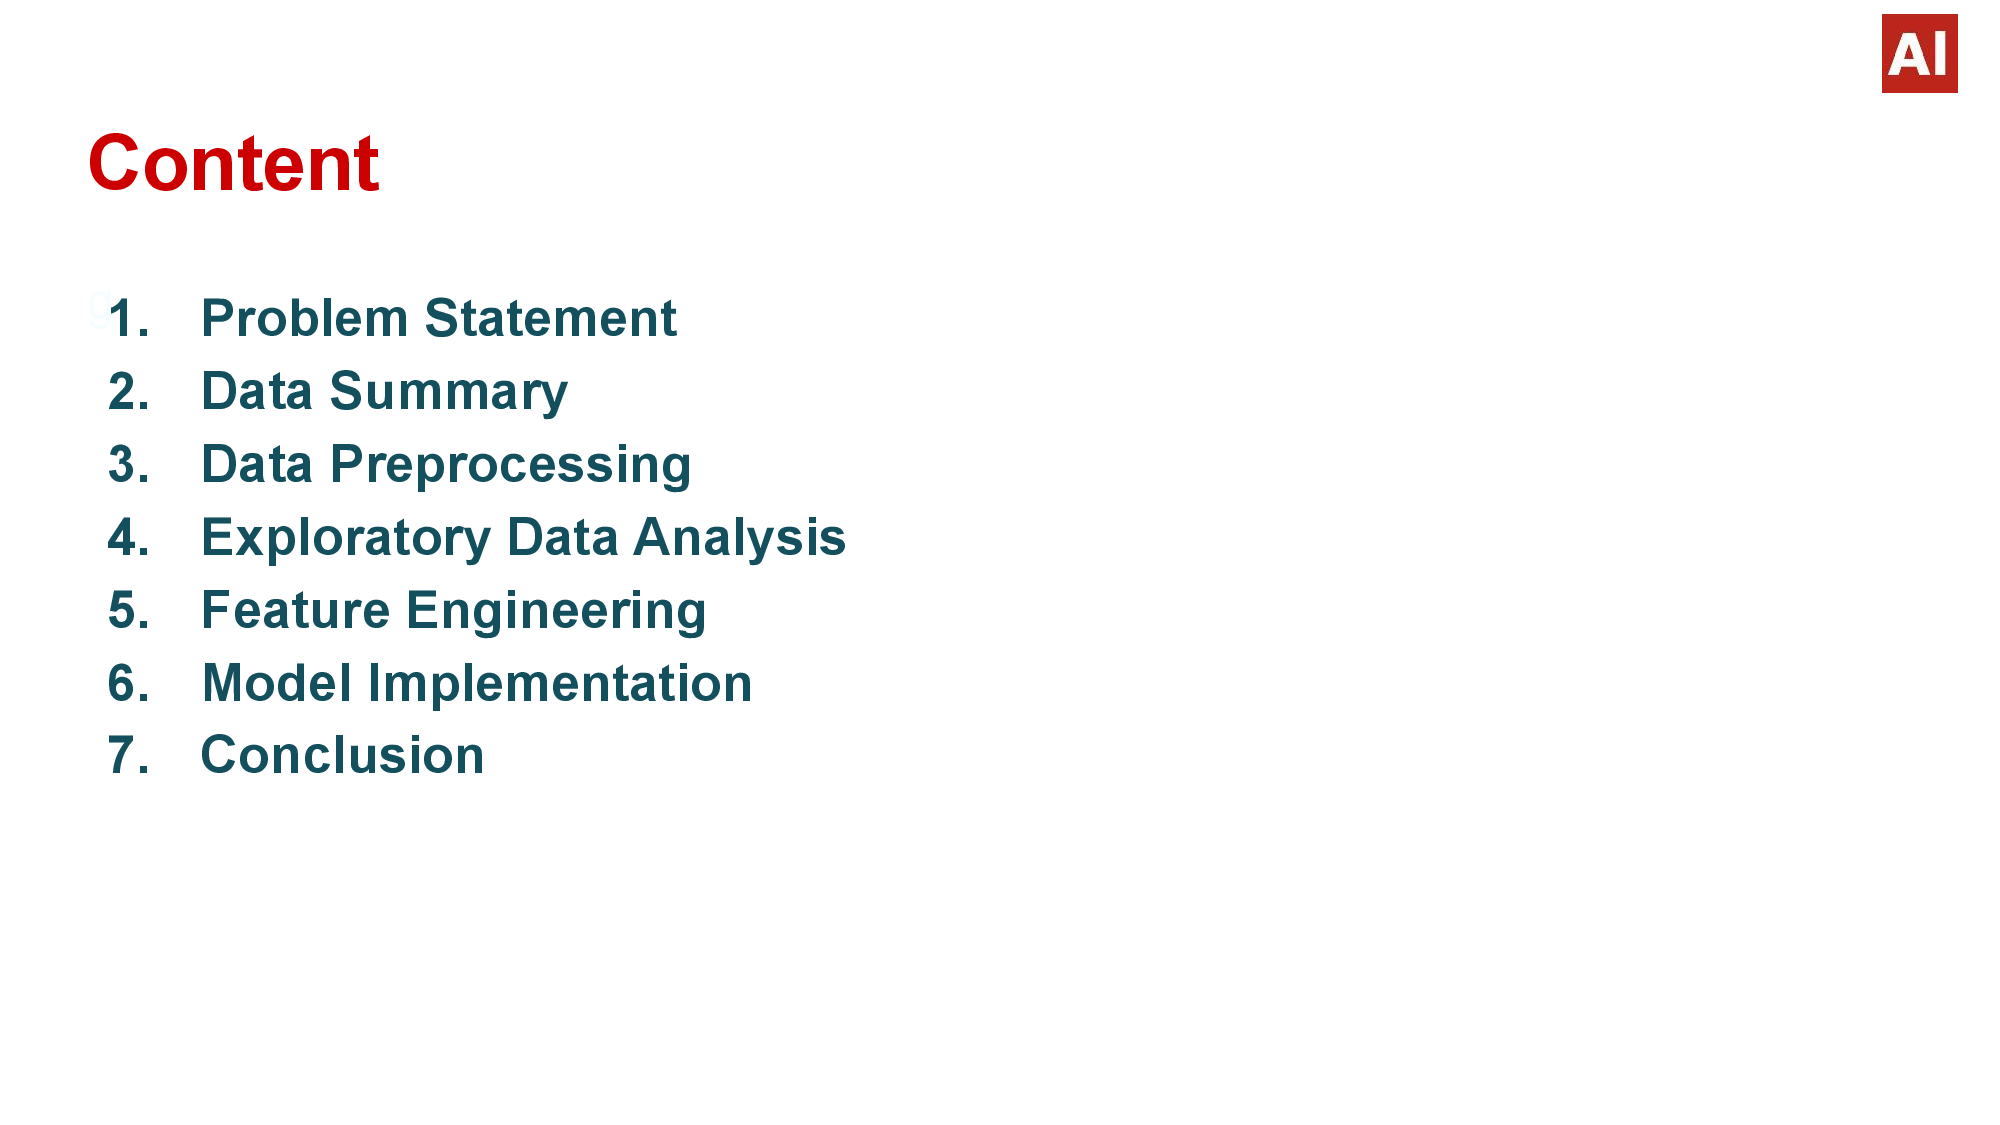 AI
Content
g
1. Problem Statement
2. Data Summary
3. Data Preprocessing
4. Exploratory Data Analysis
5. Feature Engineering
6. Model Implementation
7. Conclusion